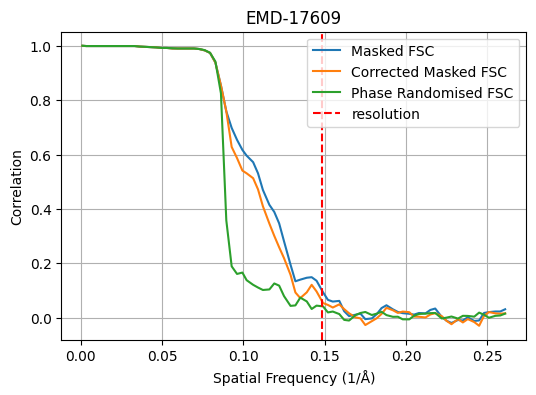 EMD-17609
Masked FSC
Corrected Masked FSC
Phase Randomised FSC
resolution
1.0
0.8
0.6
0.4
0.2
0.0
Correlation
0.00 0.05 0.10 0.15 0.20 0.25
Spatial Frequency (1/Å)